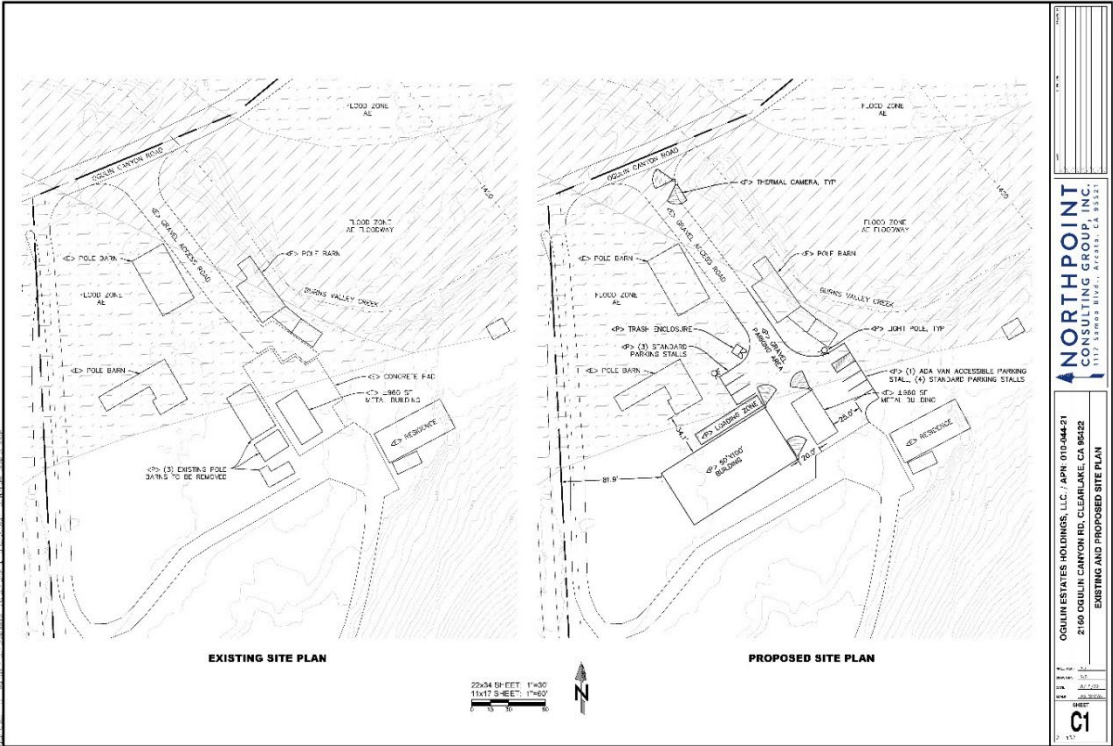 FLOOD ZONE
AE
OGULIN CANYON ROAD
1420
<E> GRAVEL ACCESS ROAD
FLOOD ZONE
AE FLOODWAY
<E> POLE BARN
<E> POLE BARN
BURNS VALLEY CREEK
FLOOD ZONE
AE
<E> POLE BARN
<E> CONCRETE PAD
METAL BUILDING
<E> RESIDENCE
<P> (3) EXISTING POLE
BARNS TO BE REMOVED
EXISTING SITE PLAN
FLOOD ZONE
AE
OGULIN CANYON ROAD
<P> THERMAL CAMERA, TYP
1420
<E> GRAVEL ACCESS ROAD
FLOOD ZONE
AE FLOODWAY
<E> POLE BARN
<E> POLE BARN
BURNS VALLEY CREEK
FLOOD ZONE
AE
<P> TRASH ENCLOSURE
<P> GRAVEL
PARKING AREA
<P> LIGHT POLE, TYP
<P> (3) STANDARD
PARKING STALLS
<E> POLE BARN
<P> (1) ADA VAN ACCESSIBLE PARKING
STALL, (4) STANDARD PARKING STALLS
METAL BUILDING
<P> LOADING ZONE
25.0'
<E> RESIDENCE
<P> 50'X100'
BUILDING
20.0'
81.9'
PROPOSED SITE PLAN
22x34 SHEET: 1"=30'
11x17 SHEET: 1"=60'
0 15 30 60
N
NORTHPOINT
CONSULTING GROUP, INC.
1117 Samoa Blvd., Arcata, CA 95521
OGULIN ESTATES HOLDINGS, LLC. / APN: 010-044-21
2160 OGULIN CANYON RD, CLEARLAKE, CA 95422
EXISTING AND PROPOSED SITE PLAN
SHEET
C1